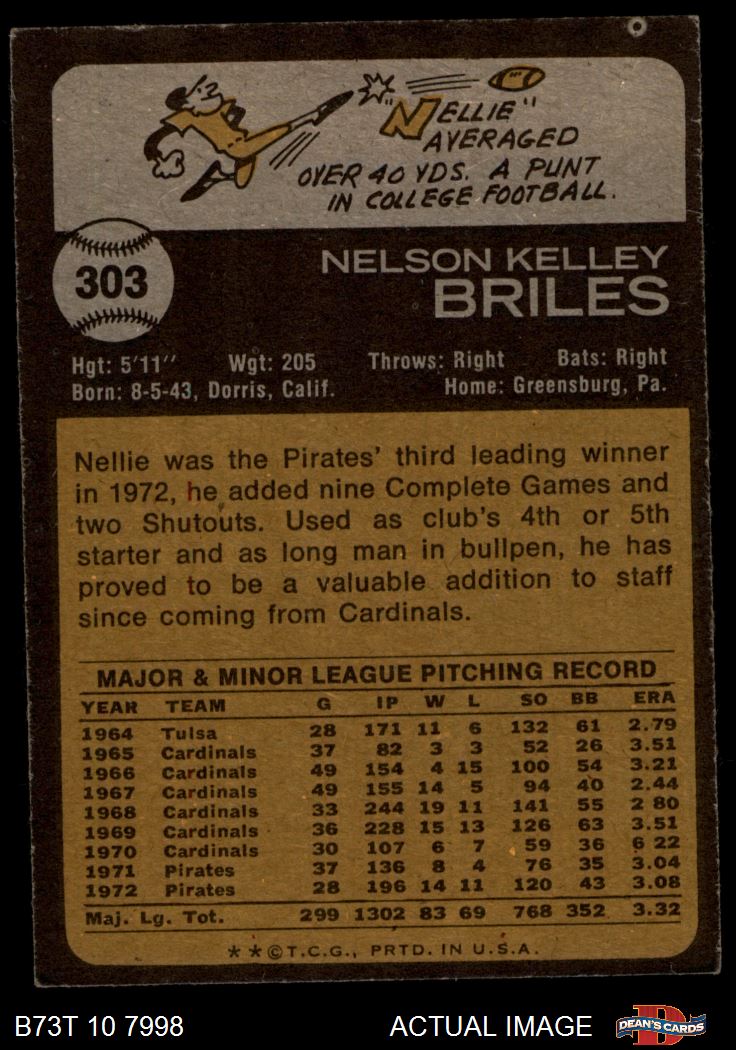 "NELLIE"
AVERAGED
OVER 40 YDS. A PUNT
IN COLLEGE FOOTBALL.
303
NELSON KELLEY
BRILES
Hgt: 5'11" Wgt: 205 Throws: Right Bats: Right
Born: 8-5-43, Dorris, Calif. Home: Greensburg, Pa.
Nellie was the Pirates' third leading winner
in 1972, he added nine Complete Games and
two Shutouts. Used as club's 4th or 5th
starter and as long man in bullpen, he has
proved to be a valuable addition to staff
since coming from Cardinals.
MAJOR & MINOR LEAGUE PITCHING RECORD
YEAR TEAM G IP W L SO BB ERA
1964 Tulsa 28 171 11 6 132 61 2.79
1965 Cardinals 37 82 3 3 52 26 3.51
1966 Cardinals 49 154 4 15 100 54 3.21
1967 Cardinals 49 155 14 5 94 40 2.44
1968 Cardinals 33 244 19 11 141 55 2 80
1969 Cardinals 36 228 15 13 126 63 3.51
1970 Cardinals 30 107 6 7 59 36 6 22
1971 Pirates 37 136 8 4 76 35 3.04
1972 Pirates 28 196 14 11 120 43 3.08
Maj. Lg. Tot. 299 1302 83 69 768 352 3.32
**©T.C.G., PRTD. IN U.S.A.
B73T 10 7998 ACTUAL IMAGE D DEAN'S CARDS